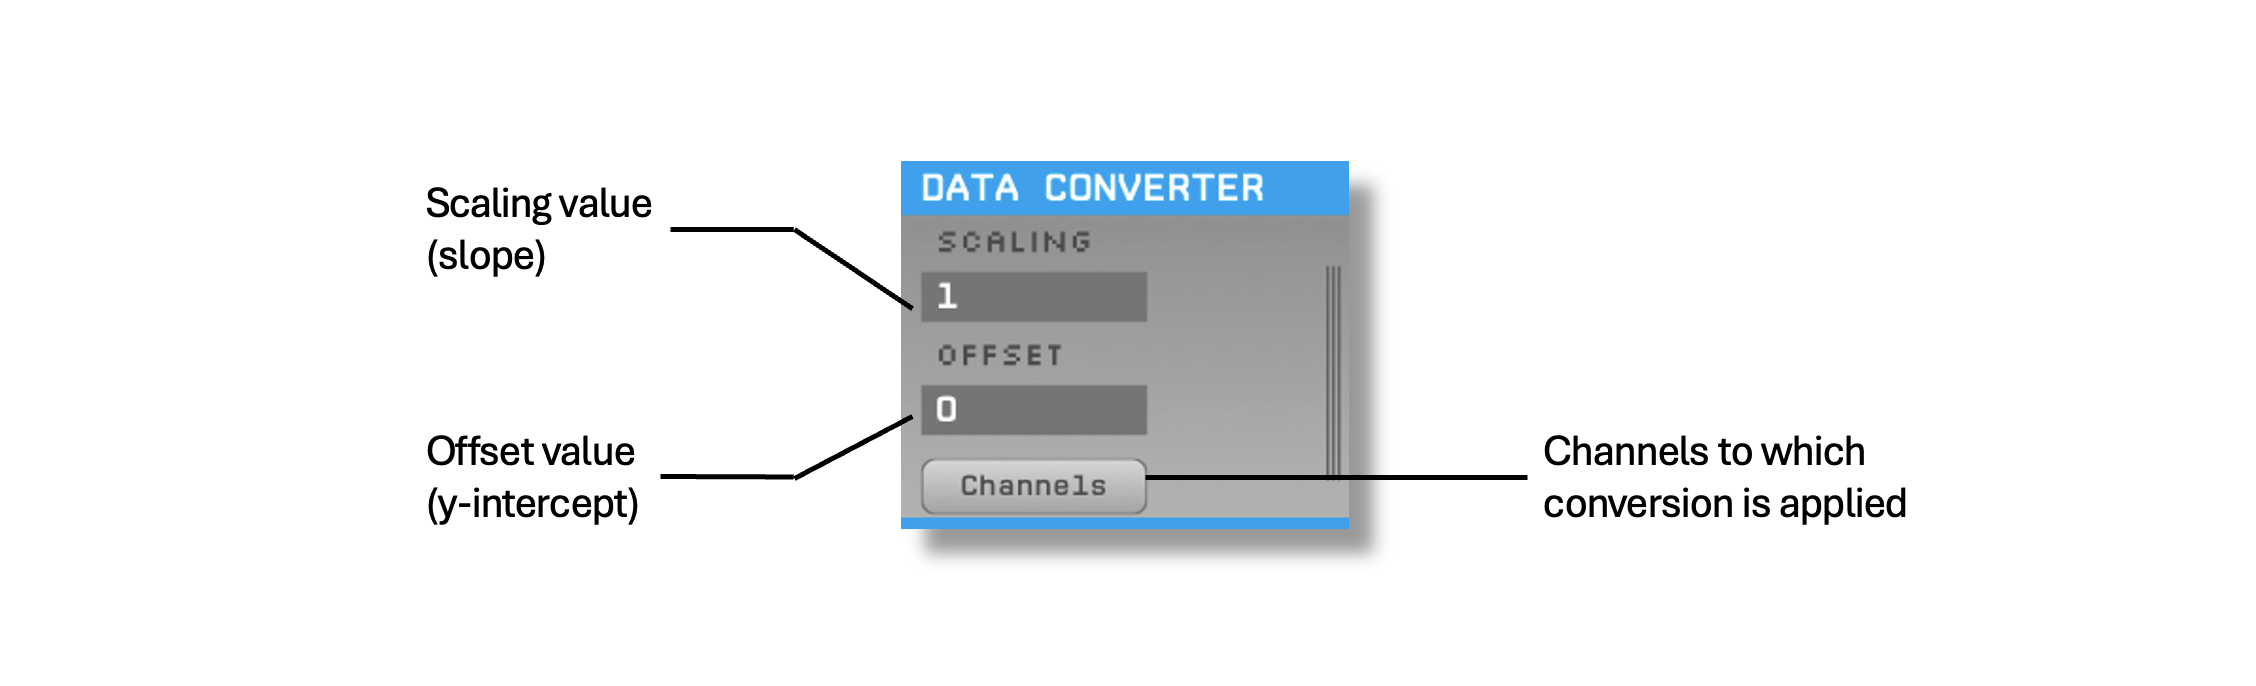 Scaling value
(slope)
Offset value
(y-intercept)
DATA CONVERTER
SCALING
1
OFFSET
0
Channels
Channels to which
conversion is applied